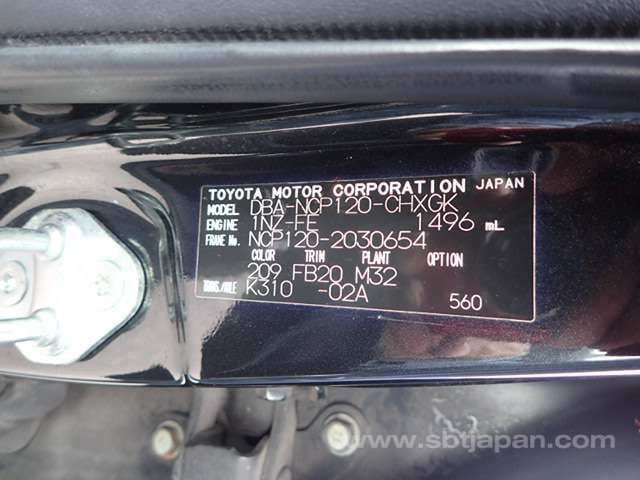 TOYOTA MOTOR CORPORATION JAPAN
MODEL DBA-NCP120-CHXGK
ENGINE 1NZ-FE 1496 mL
FRAME No. NCP120-2030654
COLOR TRIM PLANT OPTION
209 FB20 M32
TRANS./AXLE K310 -02A
560
www.sbtjapan.com